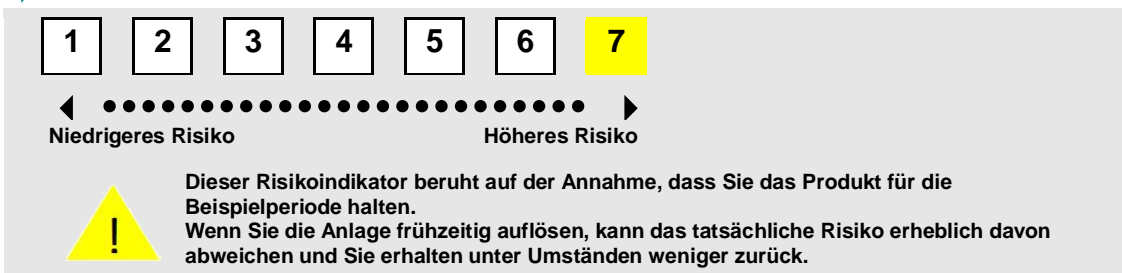 1 2 3 4 5 6 7
Niedrigeres Risiko Höheres Risiko
Dieser Risikoindikator beruht auf der Annahme, dass Sie das Produkt für die
Beispielperiode halten.
! Wenn Sie die Anlage frühzeitig auflösen, kann das tatsächliche Risiko erheblich davon
abweichen und Sie erhalten unter Umständen weniger zurück.